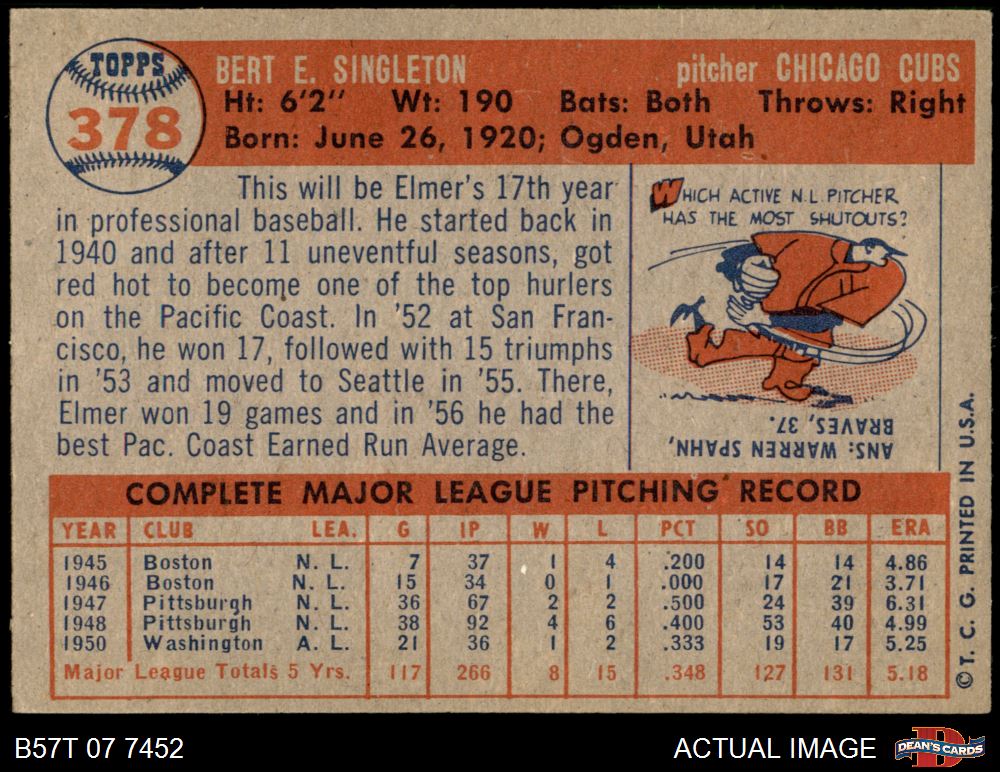 TOPPS
378
BERT E. SINGLETON pitcher CHICAGO CUBS
Ht: 6'2" Wt: 190 Bats: Both Throws: Right
Born: June 26, 1920; Ogden, Utah
This will be Elmer's 17th year
in professional baseball. He started back in
1940 and after 11 uneventful seasons, got
red hot to become one of the top hurlers
on the Pacific Coast. In '52 at San Fran-
cisco, he won 17, followed with 15 triumphs
in '53 and moved to Seattle in '55. There,
Elmer won 19 games and in '56 he had the
best Pac. Coast Earned Run Average.
WHICH ACTIVE N.L. PITCHER
HAS THE MOST SHUTOUTS?
ANS: WARREN SPAHN,
BRAVES, 37.
COMPLETE MAJOR LEAGUE PITCHING RECORD
YEAR CLUB LEA. G IP W L PCT SO BB ERA
1945 Boston N. L. 7 37 1 4 .200 14 14 4.86
1946 Boston N. L. 15 34 0 1 .000 17 21 3.71
1947 Pittsburgh N. L. 36 67 2 2 .500 24 39 6.31
1948 Pittsburgh N. L. 38 92 4 6 .400 53 40 4.99
1950 Washington A. L. 21 36 1 2 .333 19 17 5.25
Major League Totals 5 Yrs. 117 266 8 15 .348 127 131 5.18
©T. C. G. PRINTED IN U.S.A.
B57T 07 7452 ACTUAL IMAGE D
DEAN'S CARDS